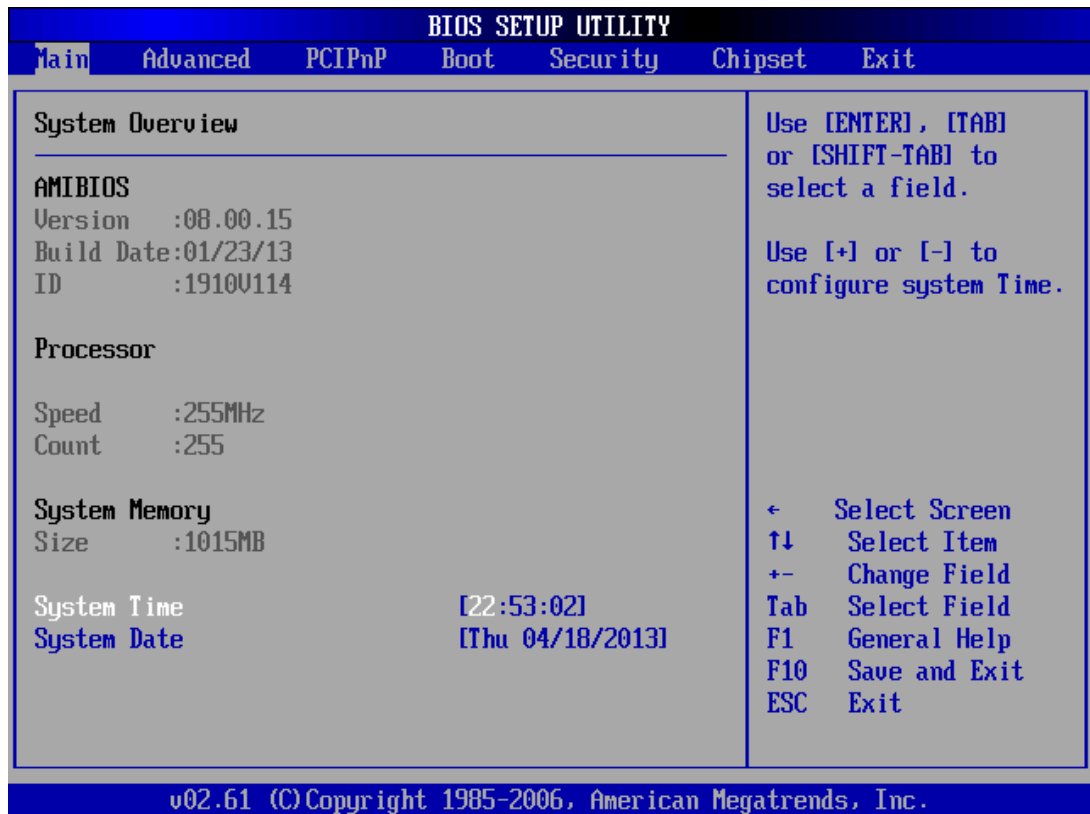 BIOS SETUP UTILITY
Main Advanced PCIPnP Boot Security Chipset Exit
System Overview
AMIBIOS
Version :08.00.15
Build Date:01/23/13
ID :1910V114
Processor
Speed :255MHz
Count :255
System Memory
Size :1015MB
System Time [22:53:02]
System Date [Thu 04/18/2013]
Use [ENTER], [TAB]
or [SHIFT-TAB] to
select a field.
Use [+] or [-] to
configure system Time.
← Select Screen
↑↓ Select Item
+- Change Field
Tab Select Field
F1 General Help
F10 Save and Exit
ESC Exit
v02.61 (C)Copyright 1985-2006, American Megatrends, Inc.